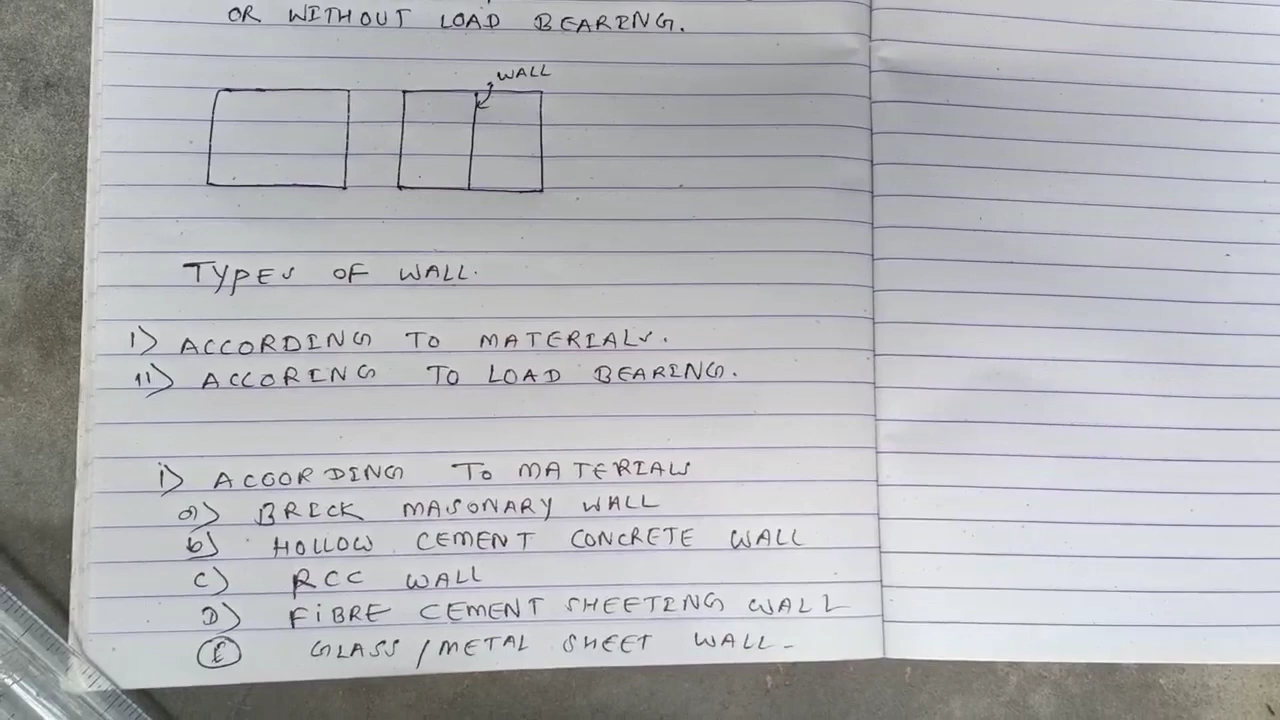 OR WITHOUT LOAD BEARING.
WALL
TYPES OF WALL.
I) ACCORDING TO MATERIALS.
II) ACCORING TO LOAD BEARING.
i) ACCORDING TO MATERIALS
a) BRICK MASONARY WALL
b) HOLLOW CEMENT CONCRETE WALL
C) RCC WALL
D) FIBRE CEMENT SHEETING WALL
E GLASS / METAL SHEET WALL-